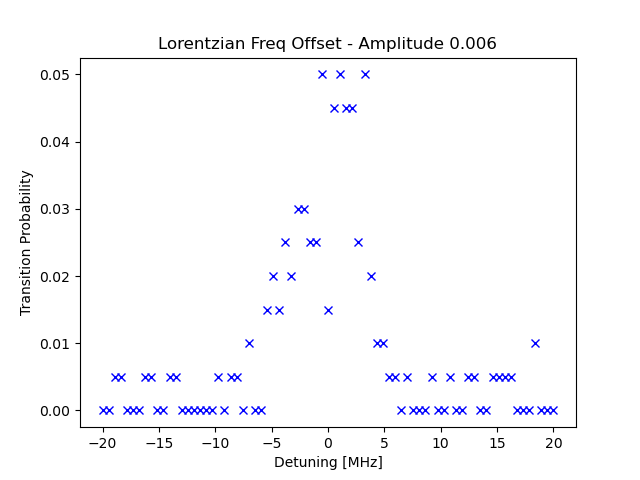 Lorentzian Freq Offset - Amplitude 0.006
0.05
0.04
0.03
0.02
0.01
0.00
Transition Probability
−20 −15 −10 −5 0 5 10 15 20
Detuning [MHz]